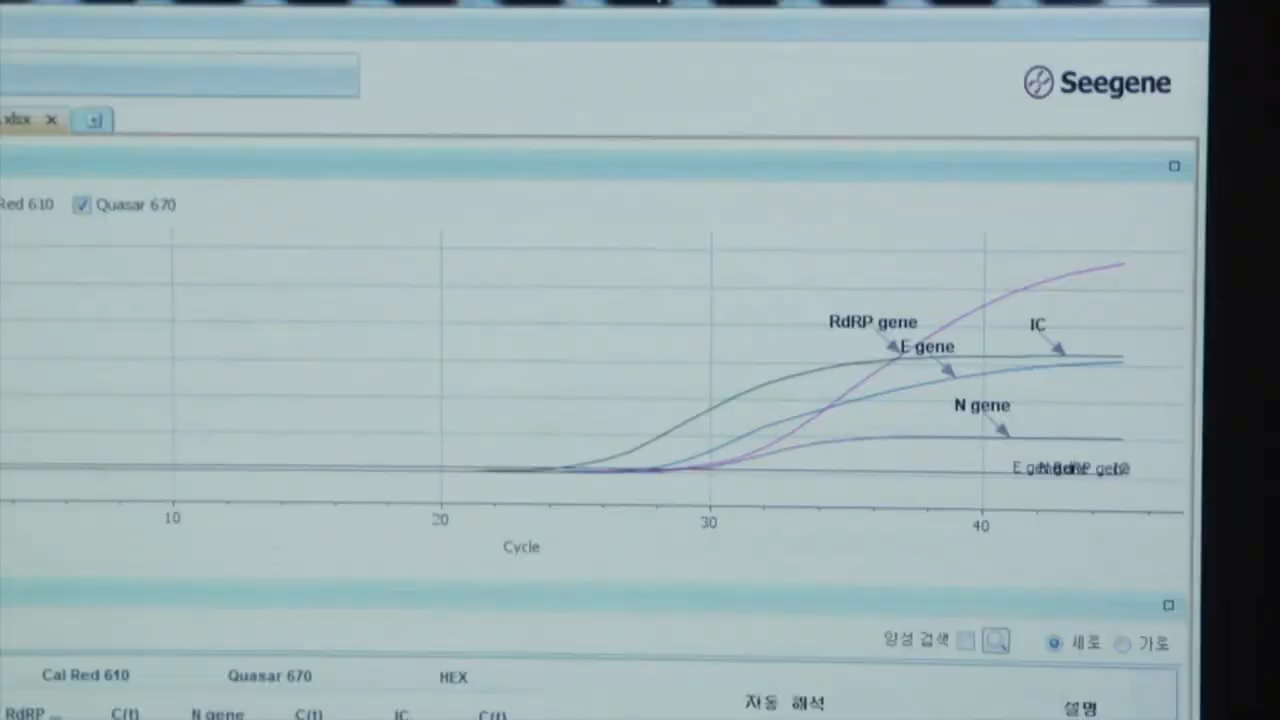 Seegene
.xlsx
Red 610 Quasar 670
RdRP gene
IC
E gene
N gene
10 20 30 40
Cycle
양성 검색 세로 가로
Cal Red 610 Quasar 670 HEX
자동 해석 설명
RdRP ... C(t) N gene C(t) IC C(t)